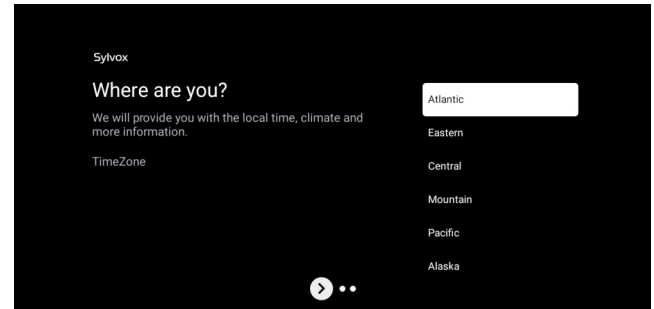 Sylvox
Where are you?
We will provide you with the local time, climate and
more information.
TimeZone
Atlantic
Eastern
Central
Mountain
Pacific
Alaska